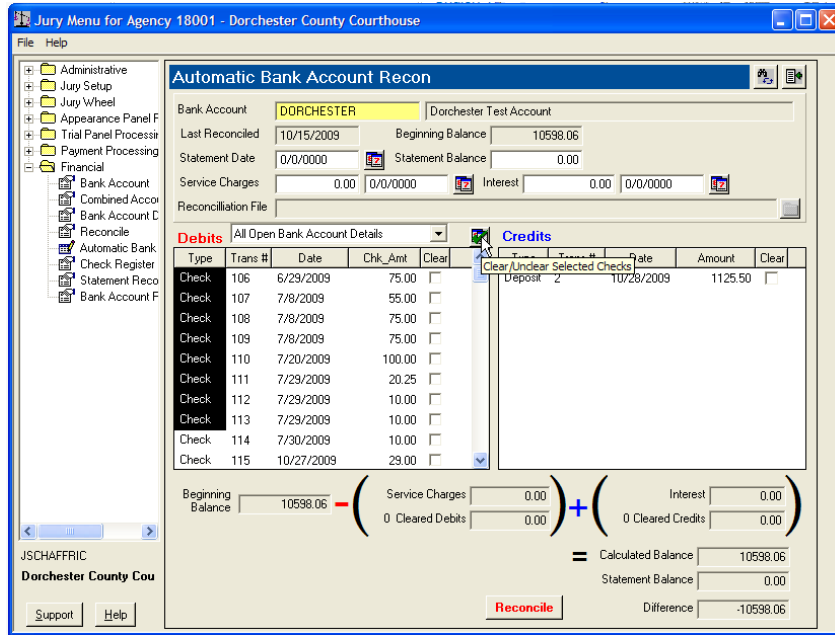 Jury Menu for Agency 18001 - Dorchester County Courthouse
File Help
Administrative
Jury Setup
Jury Wheel
Appearance Panel P
Trial Panel Processin
Payment Processing
Financial
Bank Account
Combined Accou
Bank Account D
Reconcile
Automatic Bank
Check Register
Statement Reco
Bank Account F
JSCHAFFRIC
Dorchester County Cou
Support Help
Automatic Bank Account Recon
Bank Account DORCHESTER Dorchester Test Account
Last Reconciled 10/15/2009 Beginning Balance 10598.06
Statement Date 0/0/0000 Statement Balance 0.00
Service Charges 0.00 0/0/0000 Interest 0.00 0/0/0000
Reconcilliation File
Debits All Open Bank Account Details Credits
Type Trans # Date Chk_Amt Clear
Check 106 6/29/2009 75.00
Check 107 7/8/2009 55.00
Check 108 7/8/2009 75.00
Check 109 7/8/2009 75.00
Check 110 7/20/2009 100.00
Check 111 7/29/2009 20.25
Check 112 7/29/2009 10.00
Check 113 7/29/2009 10.00
Check 114 7/30/2009 10.00
Check 115 10/27/2009 29.00
Type Trans # Date Amount Clear
Clear/Unclear Selected Checks
Deposit 2 10/28/2009 1125.50
Beginning
Balance 10598.06 - ( Service Charges 0.00
0 Cleared Debits 0.00 ) + ( Interest 0.00
0 Cleared Credits 0.00 )
= Calculated Balance 10598.06
Statement Balance 0.00
Reconcile Difference -10598.06